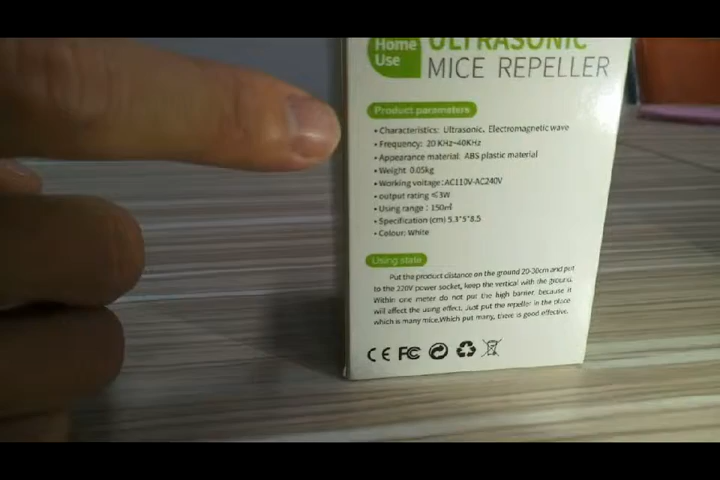 Home
Use
ULTRASONIC
MICE REPELLER
Product parameters
• Characteristics: Ultrasonic, Electromagnetic wave
• Frequency: 20 KHz~40KHz
• Appearance material: ABS plastic material
• Weight: 0.05kg
• Working voltage:AC110V-AC240V
• output rating ≤3W
• Using range : 150㎡
• Specification (cm) 5.3*5*8.5
• Colour: White
Using state
Put the product distance on the ground 20-30cm and put
to the 220V power socket, keep the vertical with the ground.
Within one meter do not put the high barrier, because it
will affect the using effect, Just put the repeller in the place
which is many mice.Which put many, there is good effective.
CE FC